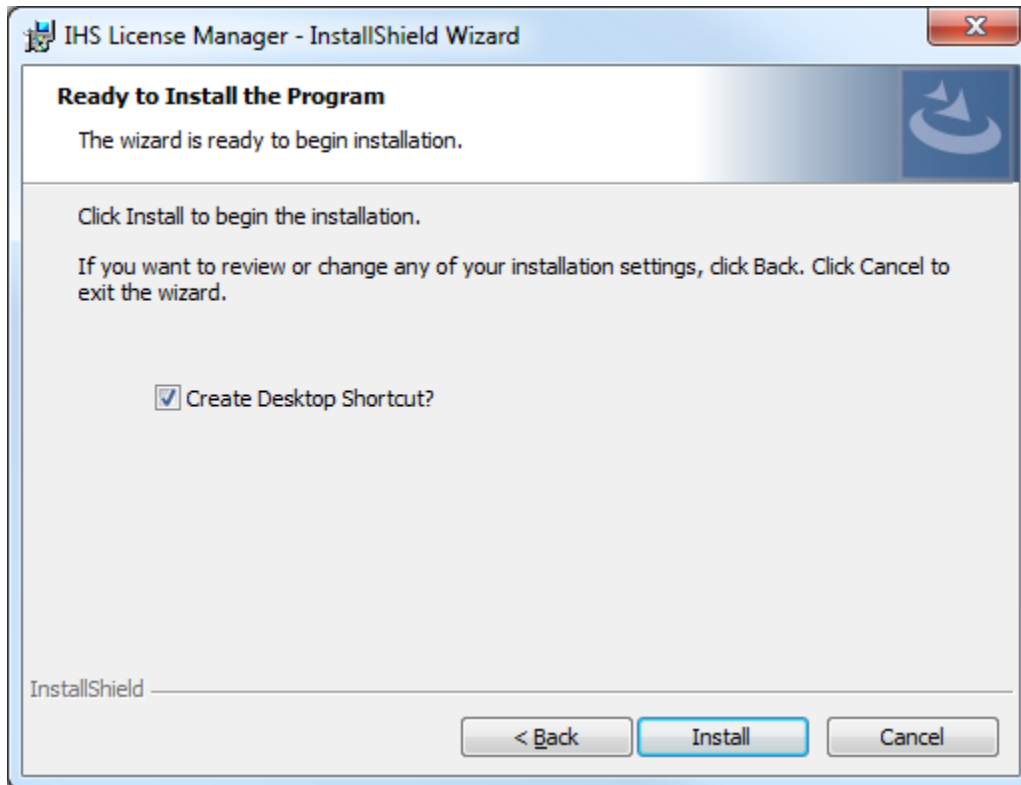 IHS License Manager - InstallShield Wizard
Ready to Install the Program
The wizard is ready to begin installation.
Click Install to begin the installation.
If you want to review or change any of your installation settings, click Back. Click Cancel to
exit the wizard.
Create Desktop Shortcut?
InstallShield
< Back
Install
Cancel